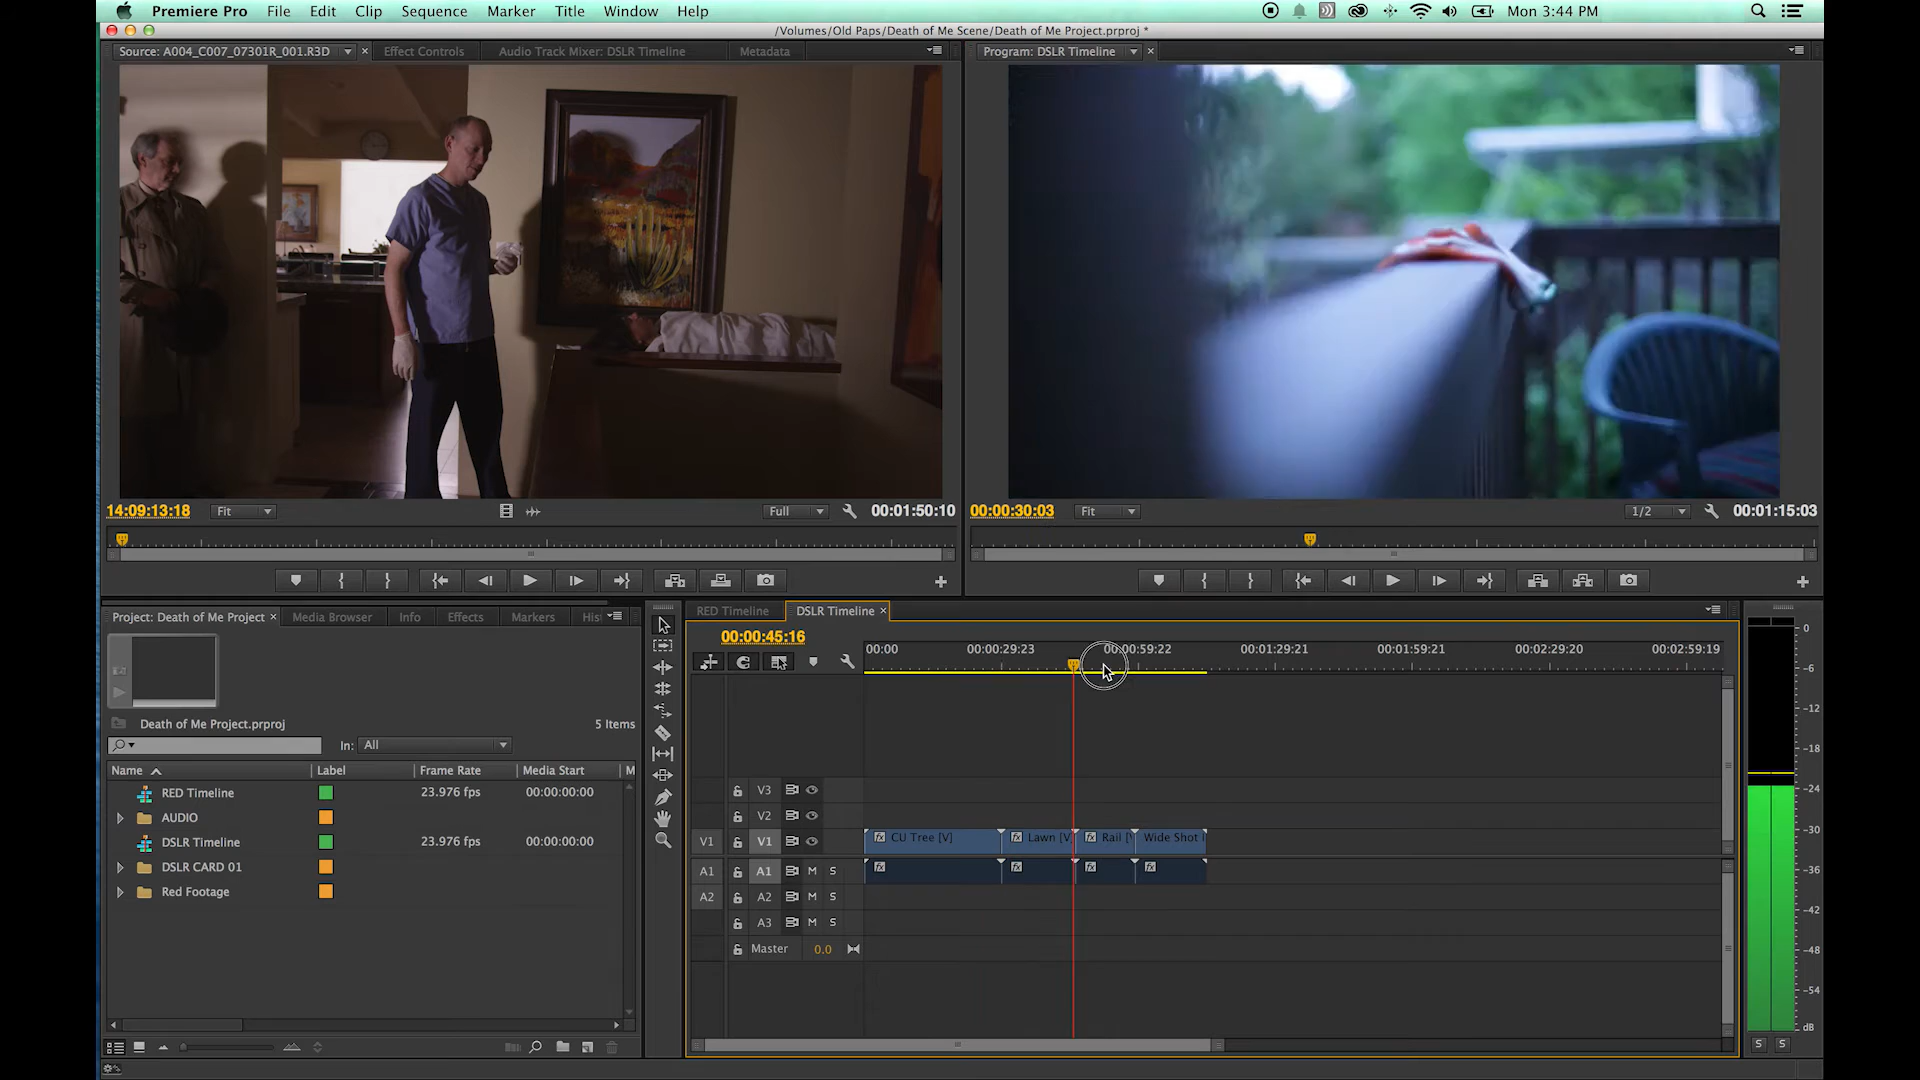 Premiere Pro File Edit Clip Sequence Marker Title Window Help Mon 3:44 PM
/Volumes/Old Paps/Death of Me Scene/Death of Me Project.prproj *
Source: A004_C007_07301R_001.R3D Effect Controls Audio Track Mixer: DSLR Timeline Metadata Program: DSLR Timeline
14:09:13:18 Fit Full 00:01:50:10 00:00:30:03 Fit 1/2 00:01:15:03
Project: Death of Me Project Media Browser Info Effects Markers His
RED Timeline DSLR Timeline
00:00:45:16
00:00 00:00:29:23 00:00:59:22 00:01:29:21 00:01:59:21 00:02:29:20 00:02:59:19
Death of Me Project.prproj 5 Items
In: All
Name Label Frame Rate Media Start M
RED Timeline 23.976 fps 00:00:00:00
AUDIO
DSLR Timeline 23.976 fps 00:00:00:00
DSLR CARD 01
Red Footage
V3
V2
V1 V1 fx CU Tree [V] fx Lawn [V] fx Rail [V Wide Shot
A1 A1 M S fx fx fx fx
A2 A2 M S
A3 M S
Master 0.0
0
-6
-12
-18
-24
-30
-36
-42
-48
-54
dB
S S